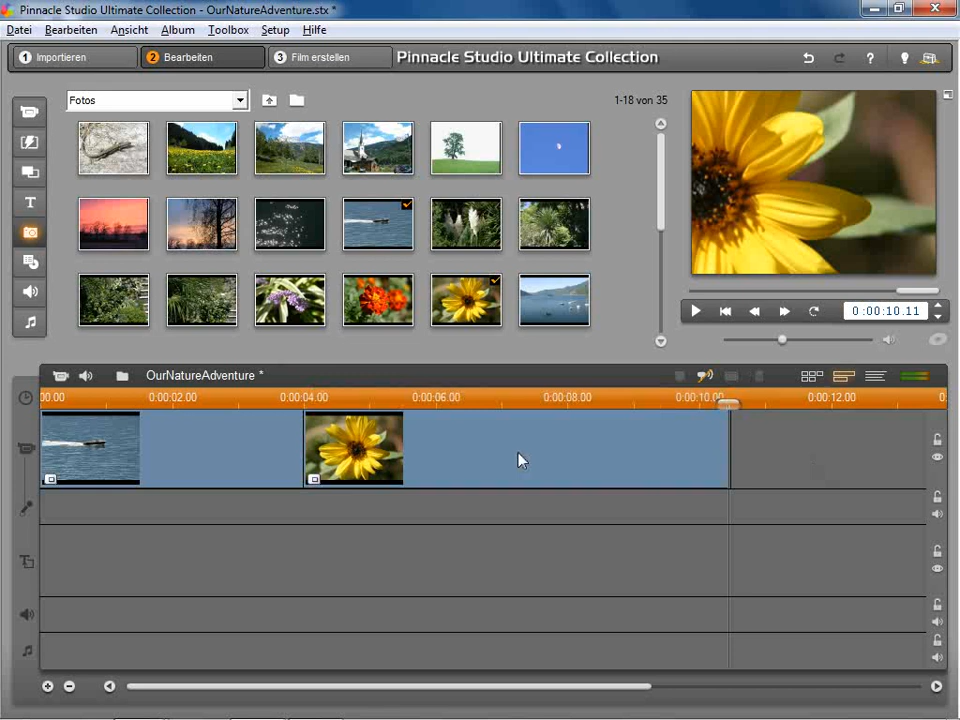 Pinnacle Studio Ultimate Collection - OurNatureAdventure.stx *
Datei Bearbeiten Ansicht Album Toolbox Setup Hilfe
1 Importieren 2 Bearbeiten 3 Film erstellen Pinnacle Studio Ultimate Collection ?
Fotos 1-18 von 35
T
0:00:10.11
OurNatureAdventure *
00.00 0:00:02.00 0:00:04.00 0:00:06.00 0:00:08.00 0:00:10.00 0:00:12.00 0:
T